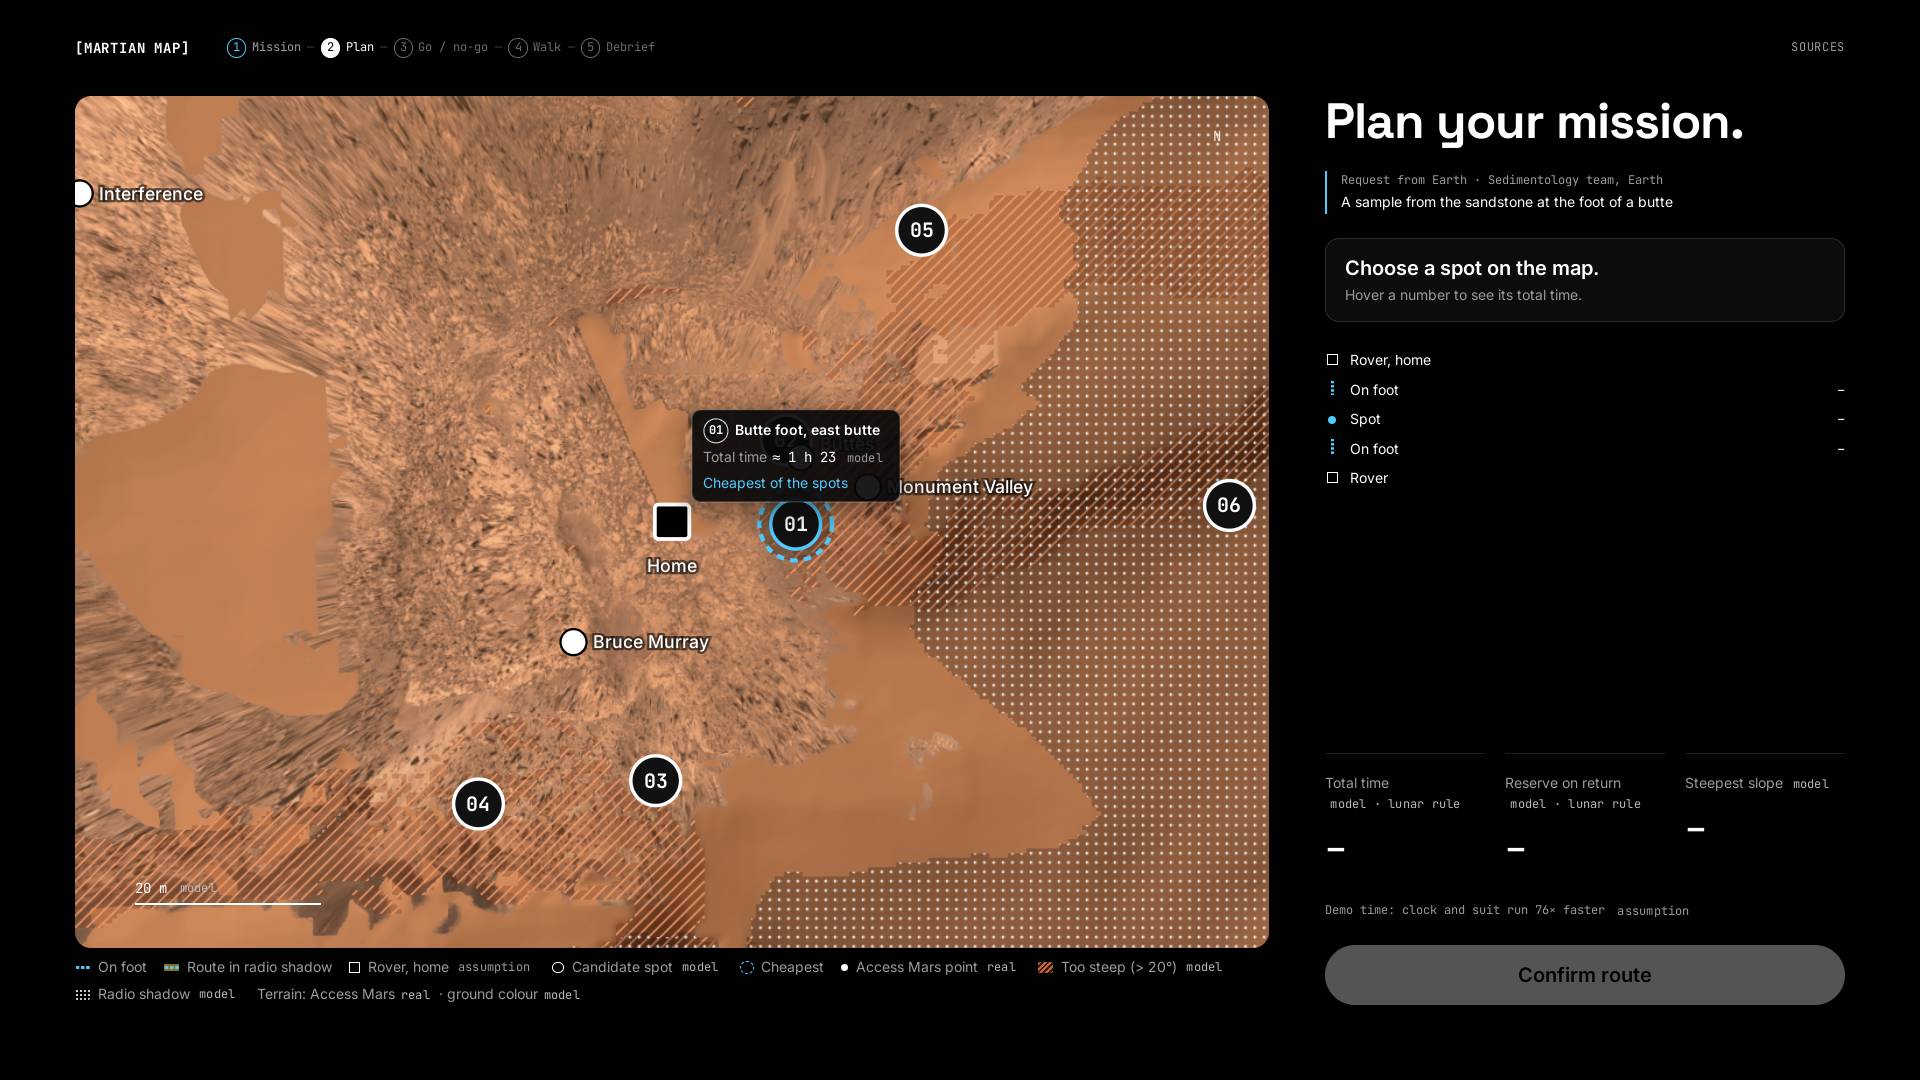 [MARTIAN MAP] 1 Mission — 2 Plan — 3 Go / no-go — 4 Walk — 5 Debrief SOURCES
N
Interference
05
01 Butte foot, east butte
Total time ≈ 1 h 23 model
Cheapest of the spots
Monument Valley
06
01
Home
Bruce Murray
03
04
20 m model
On foot Route in radio shadow Rover, home assumption Candidate spot model Cheapest Access Mars point real Too steep (> 20°) model
Radio shadow model Terrain: Access Mars real · ground colour model
Plan your mission.
Request from Earth · Sedimentology team, Earth
A sample from the sandstone at the foot of a butte
Choose a spot on the map.
Hover a number to see its total time.
Rover, home
On foot –
Spot –
On foot –
Rover
Total time Reserve on return Steepest slope model
model · lunar rule model · lunar rule
– – –
Demo time: clock and suit run 76× faster assumption
Confirm route